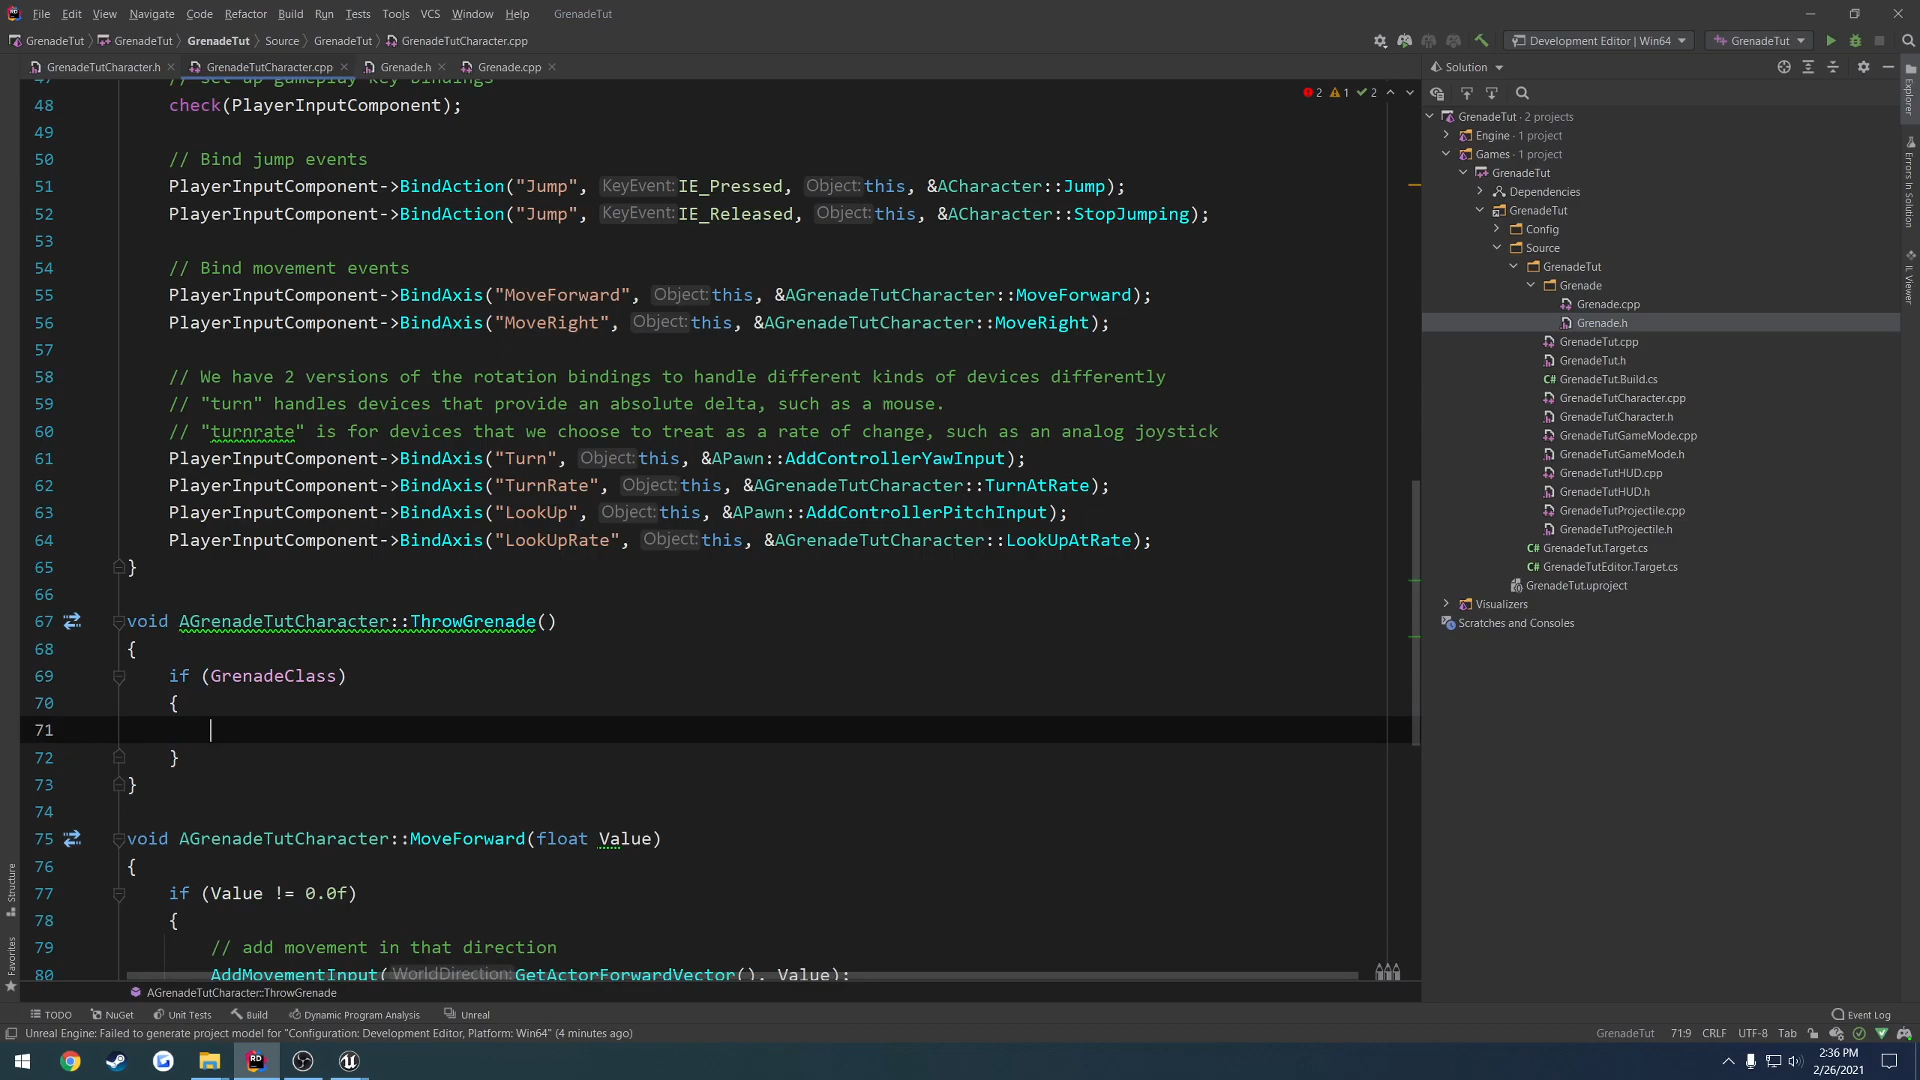 File Edit View Navigate Code Refactor Build Run Tests Tools VCS Window Help GrenadeTut
GrenadeTut GrenadeTut GrenadeTut Source GrenadeTut GrenadeTutCharacter.cpp Development Editor | Win64 GrenadeTut
GrenadeTutCharacter.h GrenadeTutCharacter.cpp Grenade.h Grenade.cpp
47 // set up gameplay key bindings
48 check(PlayerInputComponent);
49
50 // Bind jump events
51 PlayerInputComponent->BindAction("Jump", KeyEvent: IE_Pressed, Object: this, &ACharacter::Jump);
52 PlayerInputComponent->BindAction("Jump", KeyEvent: IE_Released, Object: this, &ACharacter::StopJumping);
53
54 // Bind movement events
55 PlayerInputComponent->BindAxis("MoveForward", Object: this, &AGrenadeTutCharacter::MoveForward);
56 PlayerInputComponent->BindAxis("MoveRight", Object: this, &AGrenadeTutCharacter::MoveRight);
57
58 // We have 2 versions of the rotation bindings to handle different kinds of devices differently
59 // "turn" handles devices that provide an absolute delta, such as a mouse.
60 // "turnrate" is for devices that we choose to treat as a rate of change, such as an analog joystick
61 PlayerInputComponent->BindAxis("Turn", Object: this, &APawn::AddControllerYawInput);
62 PlayerInputComponent->BindAxis("TurnRate", Object: this, &AGrenadeTutCharacter::TurnAtRate);
63 PlayerInputComponent->BindAxis("LookUp", Object: this, &APawn::AddControllerPitchInput);
64 PlayerInputComponent->BindAxis("LookUpRate", Object: this, &AGrenadeTutCharacter::LookUpAtRate);
65 }
66
67 void AGrenadeTutCharacter::ThrowGrenade()
68 {
69 if (GrenadeClass)
70 {
71
72 }
73 }
74
75 void AGrenadeTutCharacter::MoveForward(float Value)
76 {
77 if (Value != 0.0f)
78 {
79 // add movement in that direction
80 AddMovementInput( WorldDirection: GetActorForwardVector(), Value);
2 1 2
AGrenadeTutCharacter::ThrowGrenade
Solution
GrenadeTut · 2 projects
Engine · 1 project
Games · 1 project
GrenadeTut
Dependencies
GrenadeTut
Config
Source
GrenadeTut
Grenade
Grenade.cpp
Grenade.h
GrenadeTut.cpp
GrenadeTut.h
C# GrenadeTut.Build.cs
GrenadeTutCharacter.cpp
GrenadeTutCharacter.h
GrenadeTutGameMode.cpp
GrenadeTutGameMode.h
GrenadeTutHUD.cpp
GrenadeTutHUD.h
GrenadeTutProjectile.cpp
GrenadeTutProjectile.h
C# GrenadeTut.Target.cs
C# GrenadeTutEditor.Target.cs
GrenadeTut.uproject
Visualizers
Scratches and Consoles
Explorer
Errors In Solution
IL Viewer
Structure
Favorites
TODO NuGet Unit Tests Build Dynamic Program Analysis Unreal Event Log
Unreal Engine: Failed to generate project model for "Configuration: Development Editor, Platform: Win64" (4 minutes ago) GrenadeTut 71:9 CRLF UTF-8 Tab
RD
2:36 PM
2/26/2021